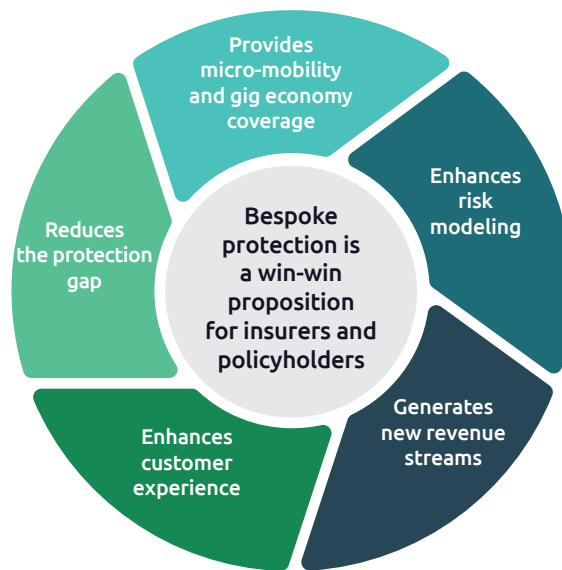 Provides
micro-mobility
and gig economy
coverage
Enhances
risk
modeling
Generates
new revenue
streams
Enhances
customer
experience
Reduces
the protection
gap
Bespoke
protection is
a win-win
proposition
for insurers and
policyholders